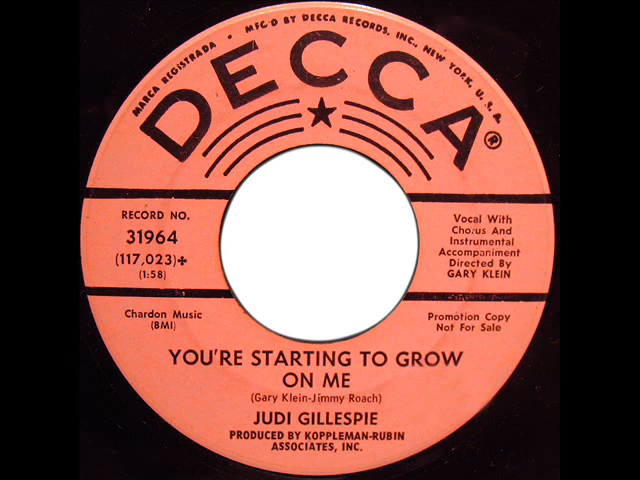 MARCA REGISTRADA • MFG'D BY DECCA RECORDS, INC., NEW YORK, U. S. A.
DECCA®
RECORD NO.
31964
(117,023)+
(1:58)
Vocal With
Chorus And
Instrumental
Accompaniment
Directed By
GARY KLEIN
Chardon Music
(BMI)
Promotion Copy
Not For Sale
YOU'RE STARTING TO GROW
ON ME
(Gary Klein-Jimmy Roach)
JUDI GILLESPIE
PRODUCED BY KOPPLEMAN-RUBIN
ASSOCIATES, INC.